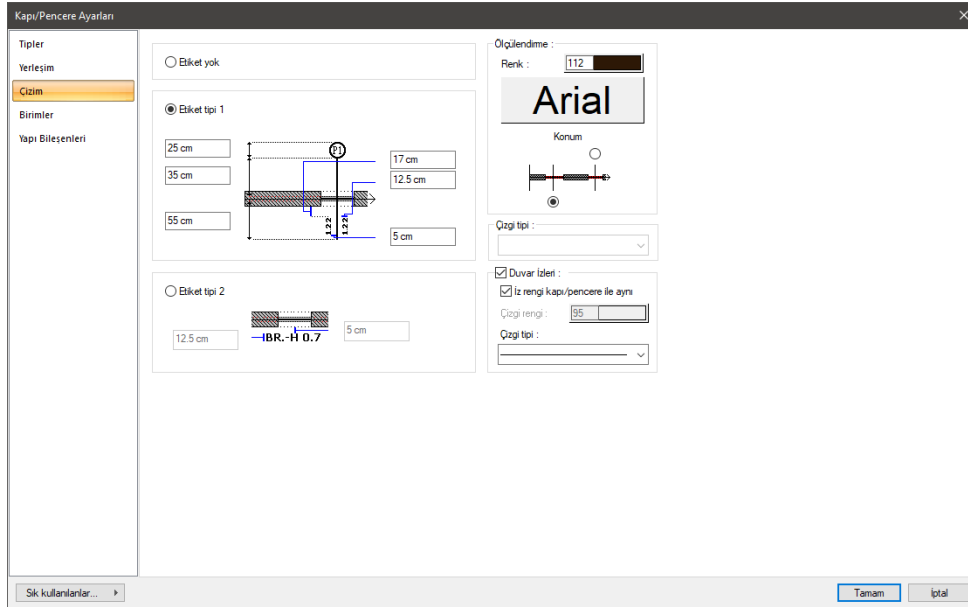 Kapı/Pencere Ayarları
Tipler
Yerleşim
Çizim
Birimler
Yapı Bileşenleri
Etiket yok
Etiket tipi 1
25 cm
35 cm
55 cm
P1
1.22
1.22
17 cm
12.5 cm
5 cm
Etiket tipi 2
12.5 cm
BR.-H 0.7
5 cm
Ölçülendirme :
Renk :
112
Arial
Konum
Çizgi tipi :
Duvar İzleri :
İz rengi kapı/pencere ile aynı
Çizgi rengi :
95
Çizgi tipi :
Sık kullanılanlar...
Tamam
İptal